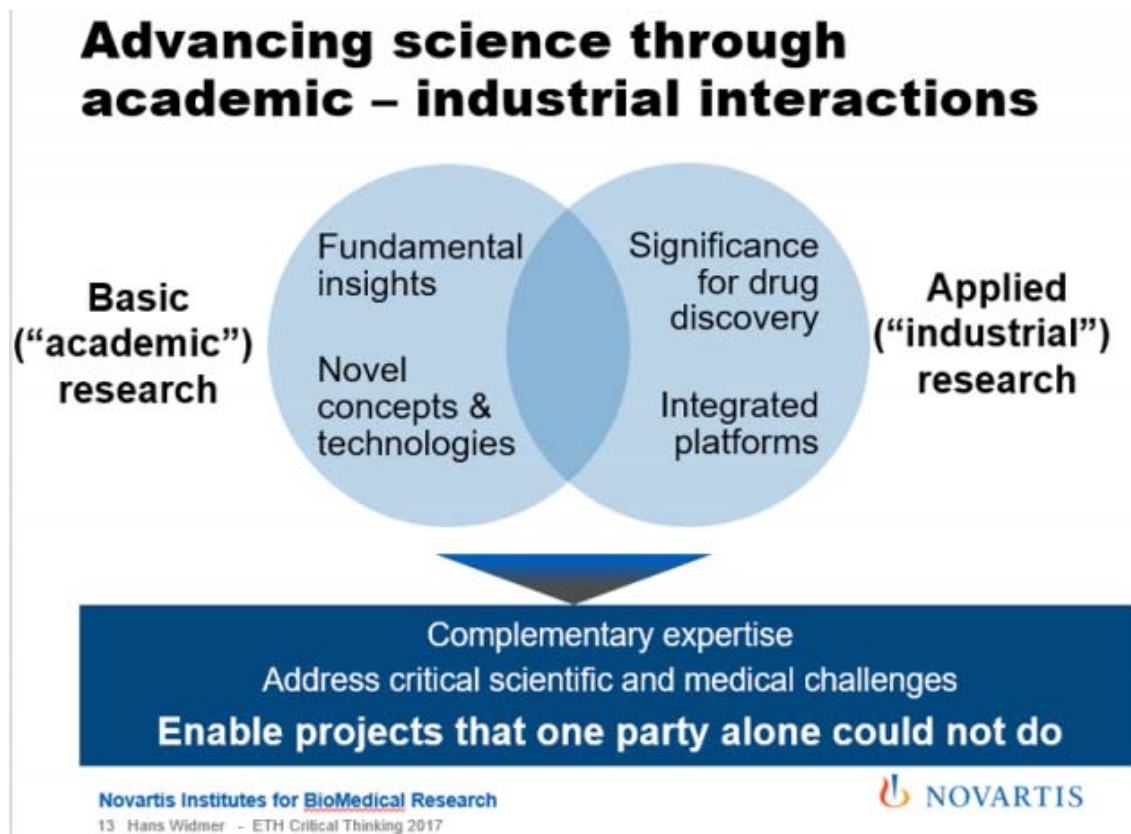 Advancing science through
academic – industrial interactions
Basic
(“academic”)
research
Fundamental
insights
Novel
concepts &
technologies
Significance
for drug
discovery
Integrated
platforms
Applied
(“industrial”)
research
Complementary expertise
Address critical scientific and medical challenges
Enable projects that one party alone could not do
Novartis Institutes for BioMedical Research
13 Hans Widmer - ETH Critical Thinking 2017
NOVARTIS